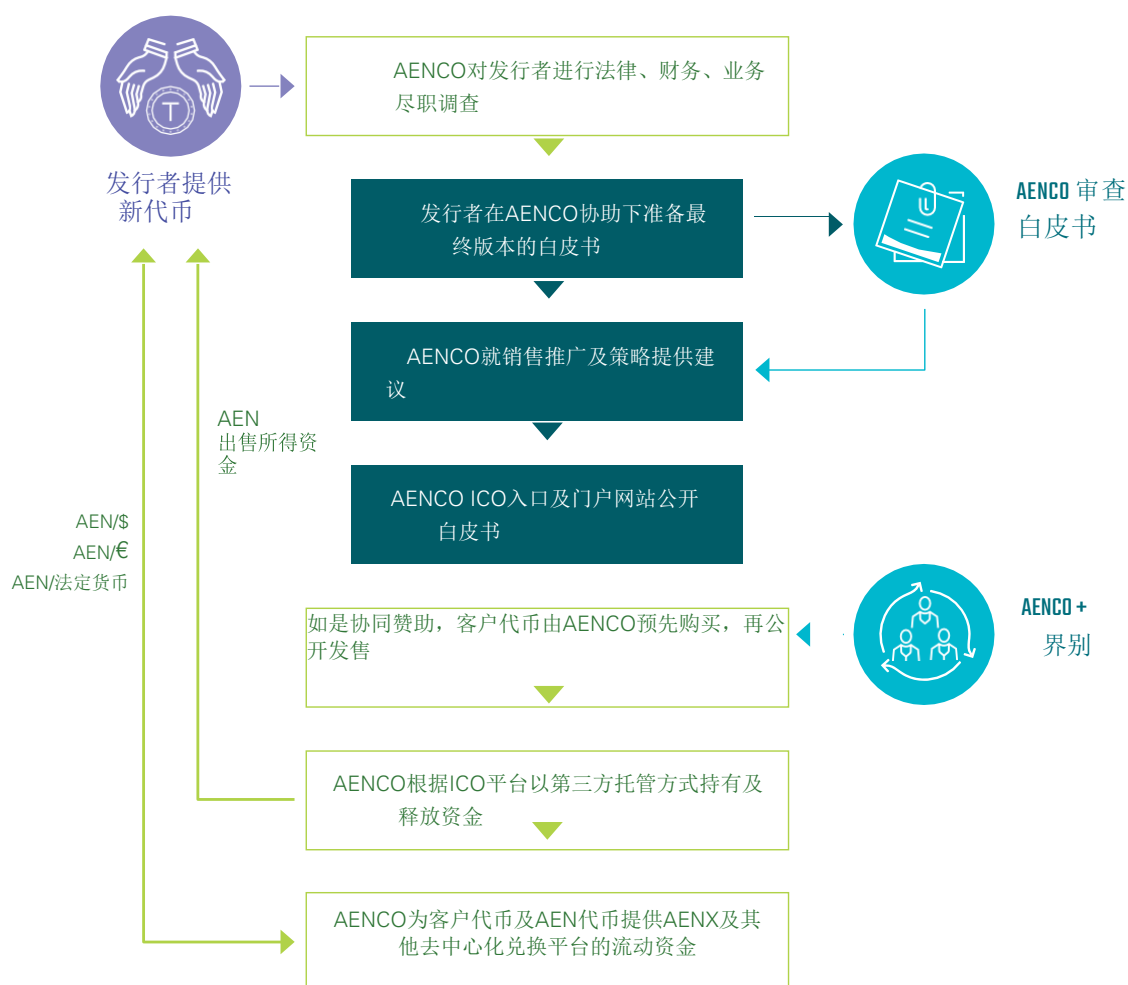 AENCO对发行者进行法律、财务、业务
尽职调查
T
发行者提供
新代币
发行者在AENCO协助下准备最
终版本的白皮书
AENCO 审查
白皮书
AENCO就销售推广及策略提供建
议
AEN
出售所得资
金
AENCO ICO入口及门户网站公开
白皮书
AEN/$
AEN/€
AEN/法定货币
如是协同赞助，客户代币由AENCO预先购买，再公
开发售
AENCO +
界别
AENCO根据ICO平台以第三方托管方式持有及
释放资金
AENCO为客户代币及AEN代币提供AENX及其
他去中心化兑换平台的流动资金